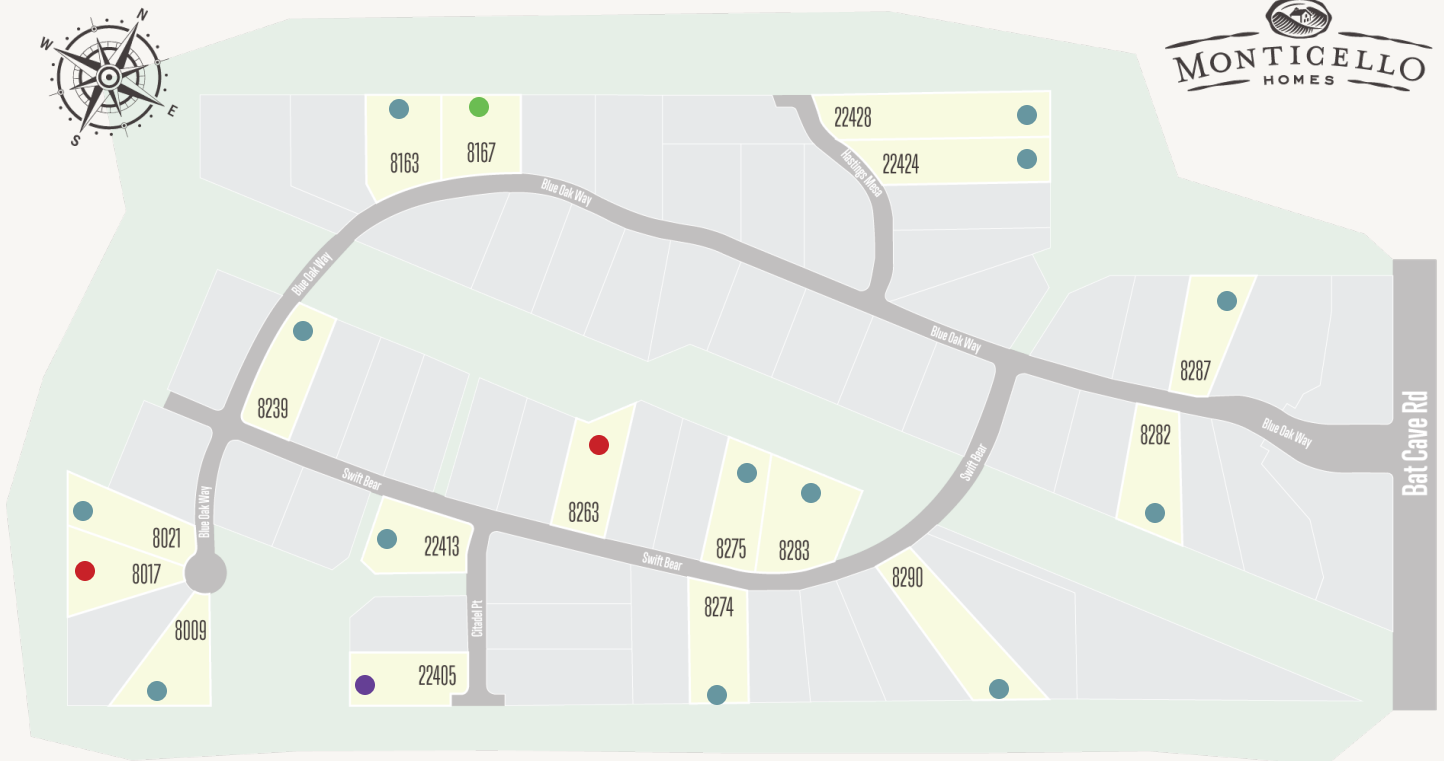 N
W
E
S
MONTICELLO
HOMES
8163
8167
22428
22424
Hastings Mesa
Blue Oak Way
Blue Oak Way
Blue Oak Way
8287
8239
8282
Blue Oak Way
Bat Cave Rd
Swift Bear
Swift Bear
8263
8021
Blue Oak Way
22413
8275
8283
Swift Bear
8017
8290
8274
8009
Citadel Pt
22405